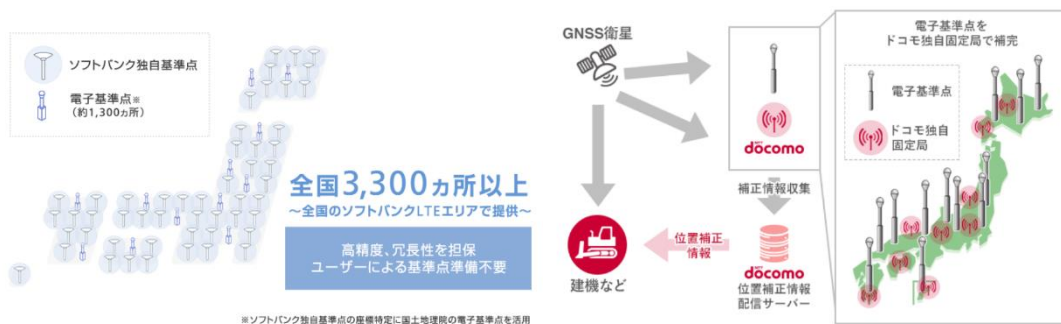 ソフトバンク独自基準点
電子基準点※
(約1,300ヵ所)
全国3,300ヵ所以上
～全国のソフトバンクLTEエリアで提供～
高精度、冗長性を担保
ユーザーによる基準点準備不要
※ソフトバンク独自基準点の座標特定に国土地理院の電子基準点を活用
GNSS衛星
docomo
補正情報収集
位置補正
情報
建機など
docomo
位置補正情報
配信サーバー
電子基準点を
ドコモ独自固定局で補完
電子基準点
ドコモ独自
固定局